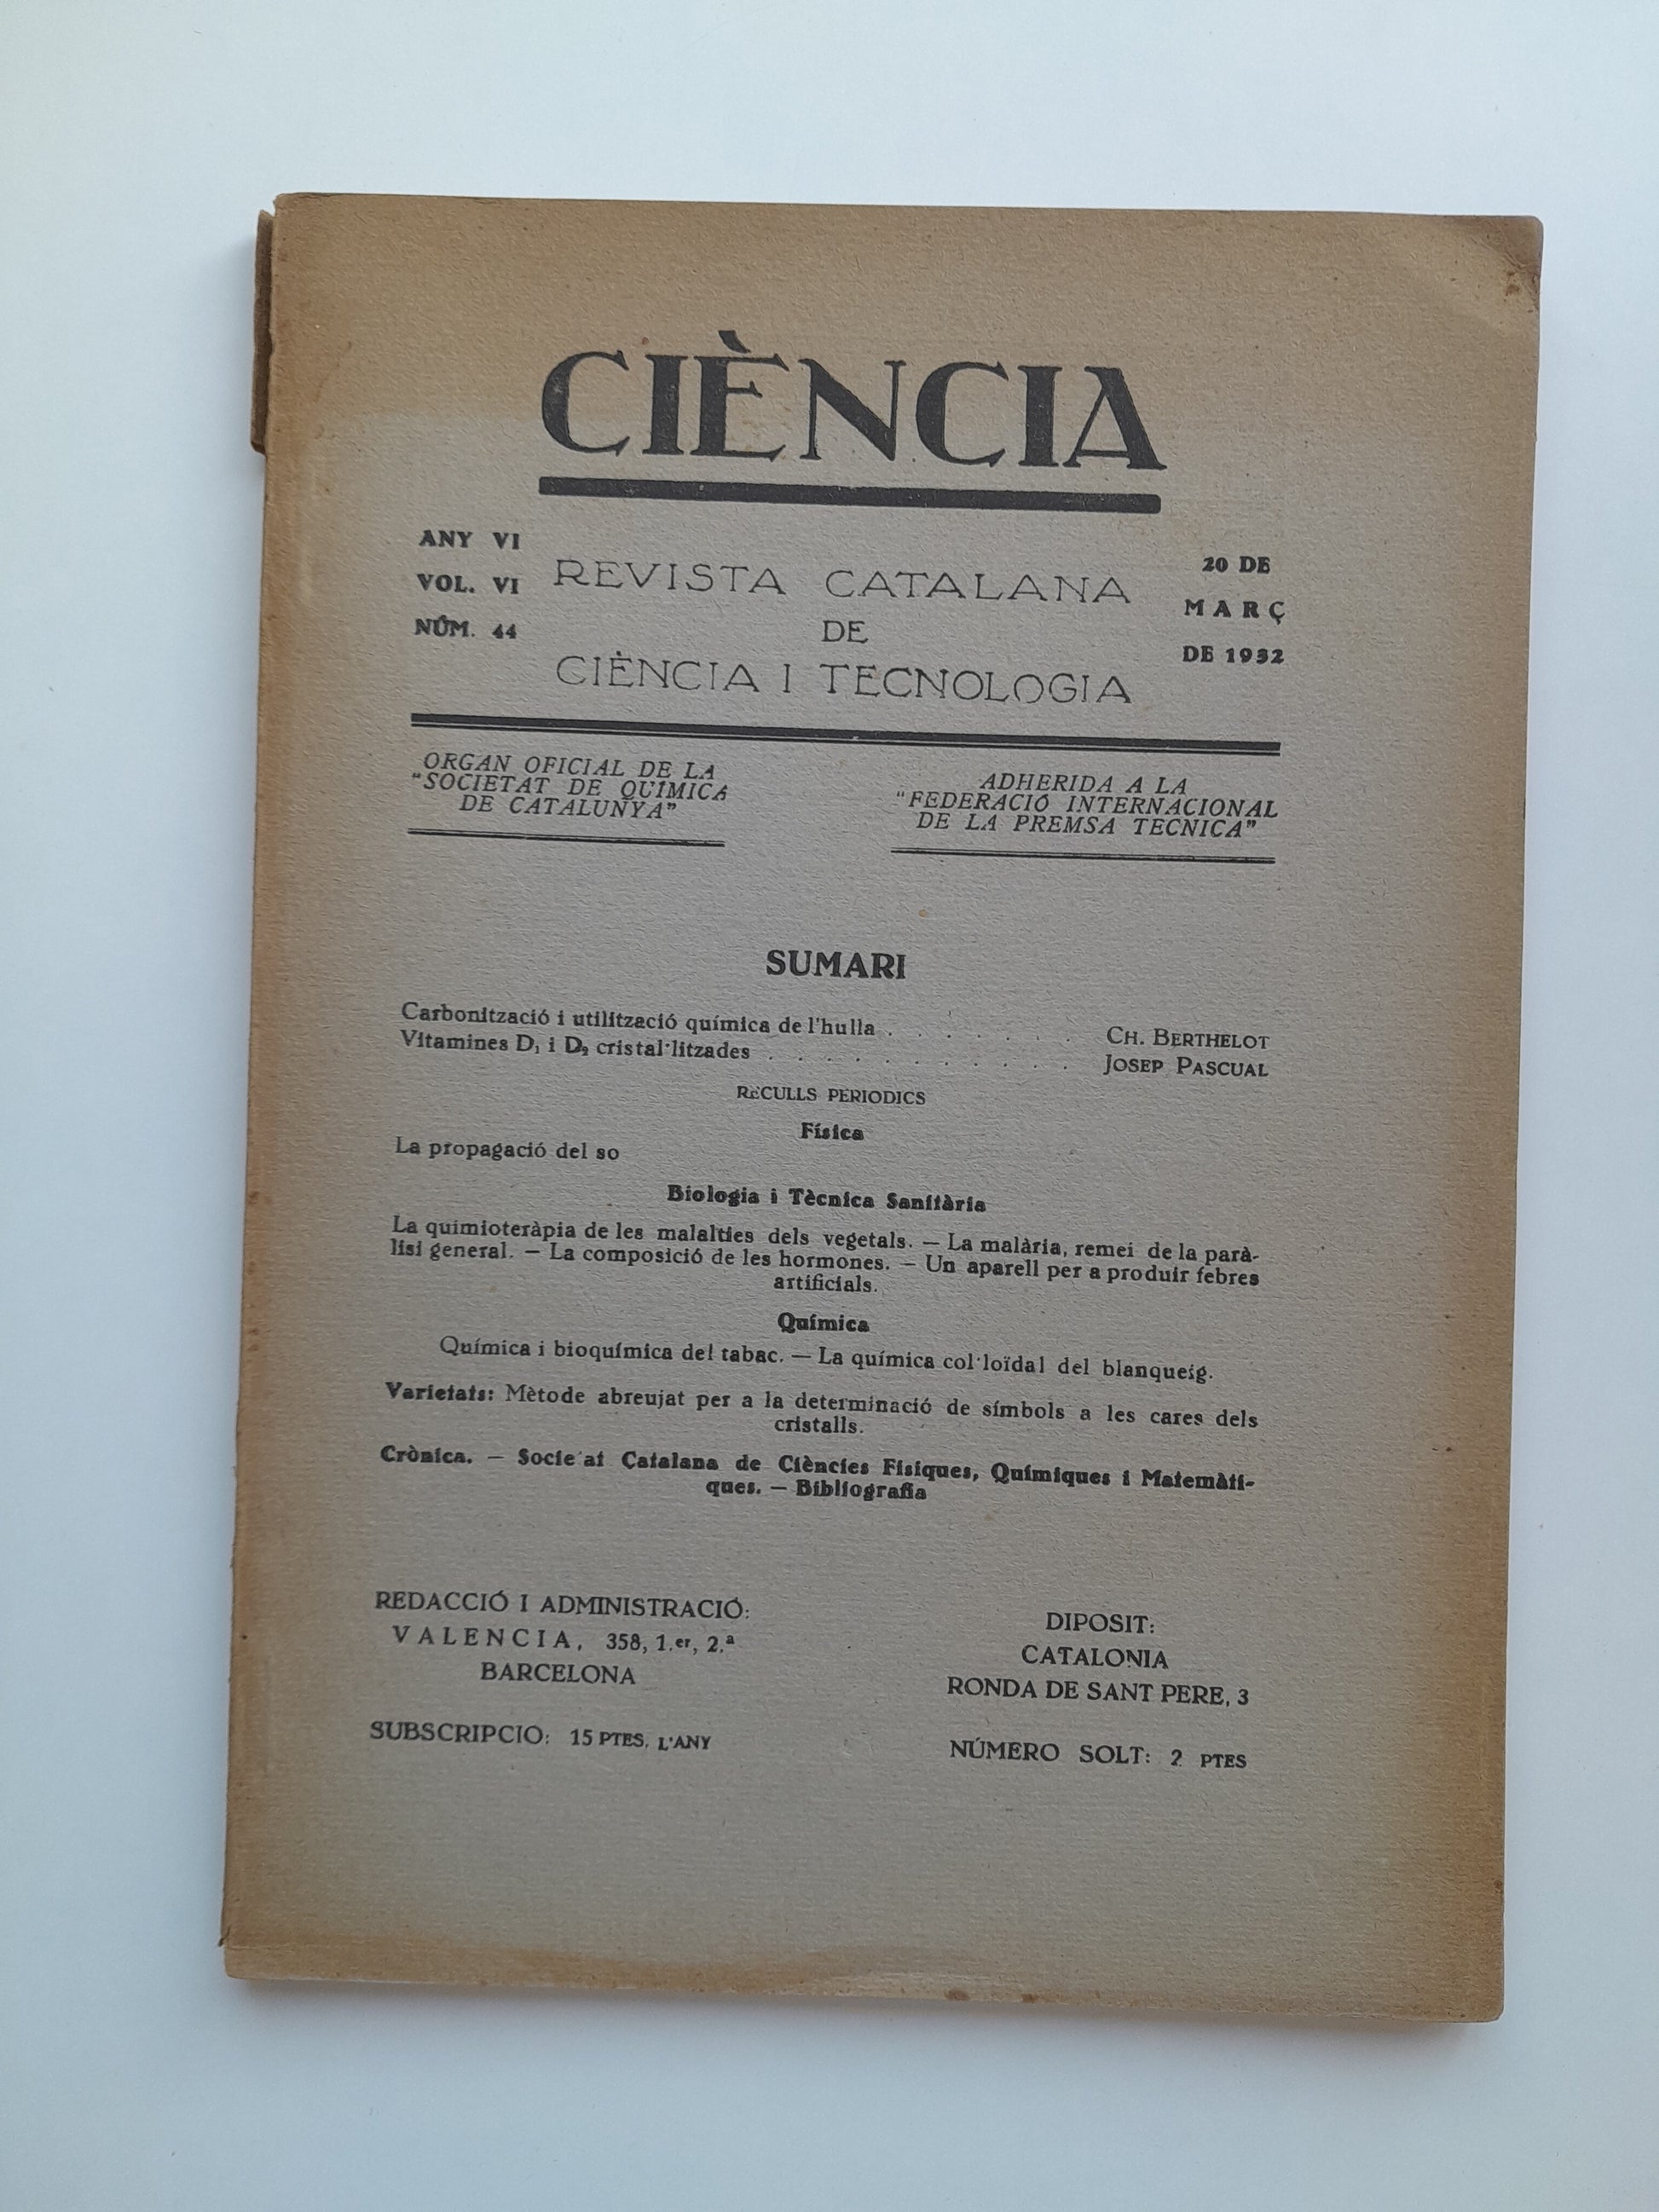 CIÈNCIA
ANY VI
VOL. VI
NÚM. 44
REVISTA CATALANA
DE
CIÈNCIA I TECNOLOGIA
20 DE
MARÇ
DE 1932
ORGAN OFICIAL DE LA
"SOCIETAT DE QUIMICA
DE CATALUNYA"
ADHERIDA A LA
"FEDERACIÓ INTERNACIONAL
DE LA PREMSA TECNICA"
SUMARI
Carbonització i utilització química de l'hulla . . . . . . CH. BERTHELOT
Vitamines D₁ i D₂ cristal·litzades . . . . . . . . . . . JOSEP PASCUAL
RECULLS PERIODICS
Física
La propagació del so
Biologia i Tècnica Sanitària
La quimioteràpia de les malalties dels vegetals. — La malària, remei de la parà-
lisi general. — La composició de les hormones. — Un aparell per a produir febres
artificials.
Química
Química i bioquímica del tabac. — La química col·loïdal del blanqueig.
Varietats: Mètode abreujat per a la determinació de símbols a les cares dels
cristalls.
Crònica. — Socie'at Catalana de Ciències Físiques, Químiques i Matemàti-
ques. — Bibliografia
REDACCIÓ I ADMINISTRACIÓ:
VALENCIA, 358, 1.er, 2.ª
BARCELONA
SUBSCRIPCIO: 15 PTES. L'ANY
DIPOSIT:
CATALONIA
RONDA DE SANT PERE, 3
NÚMERO SOLT: 2 PTES